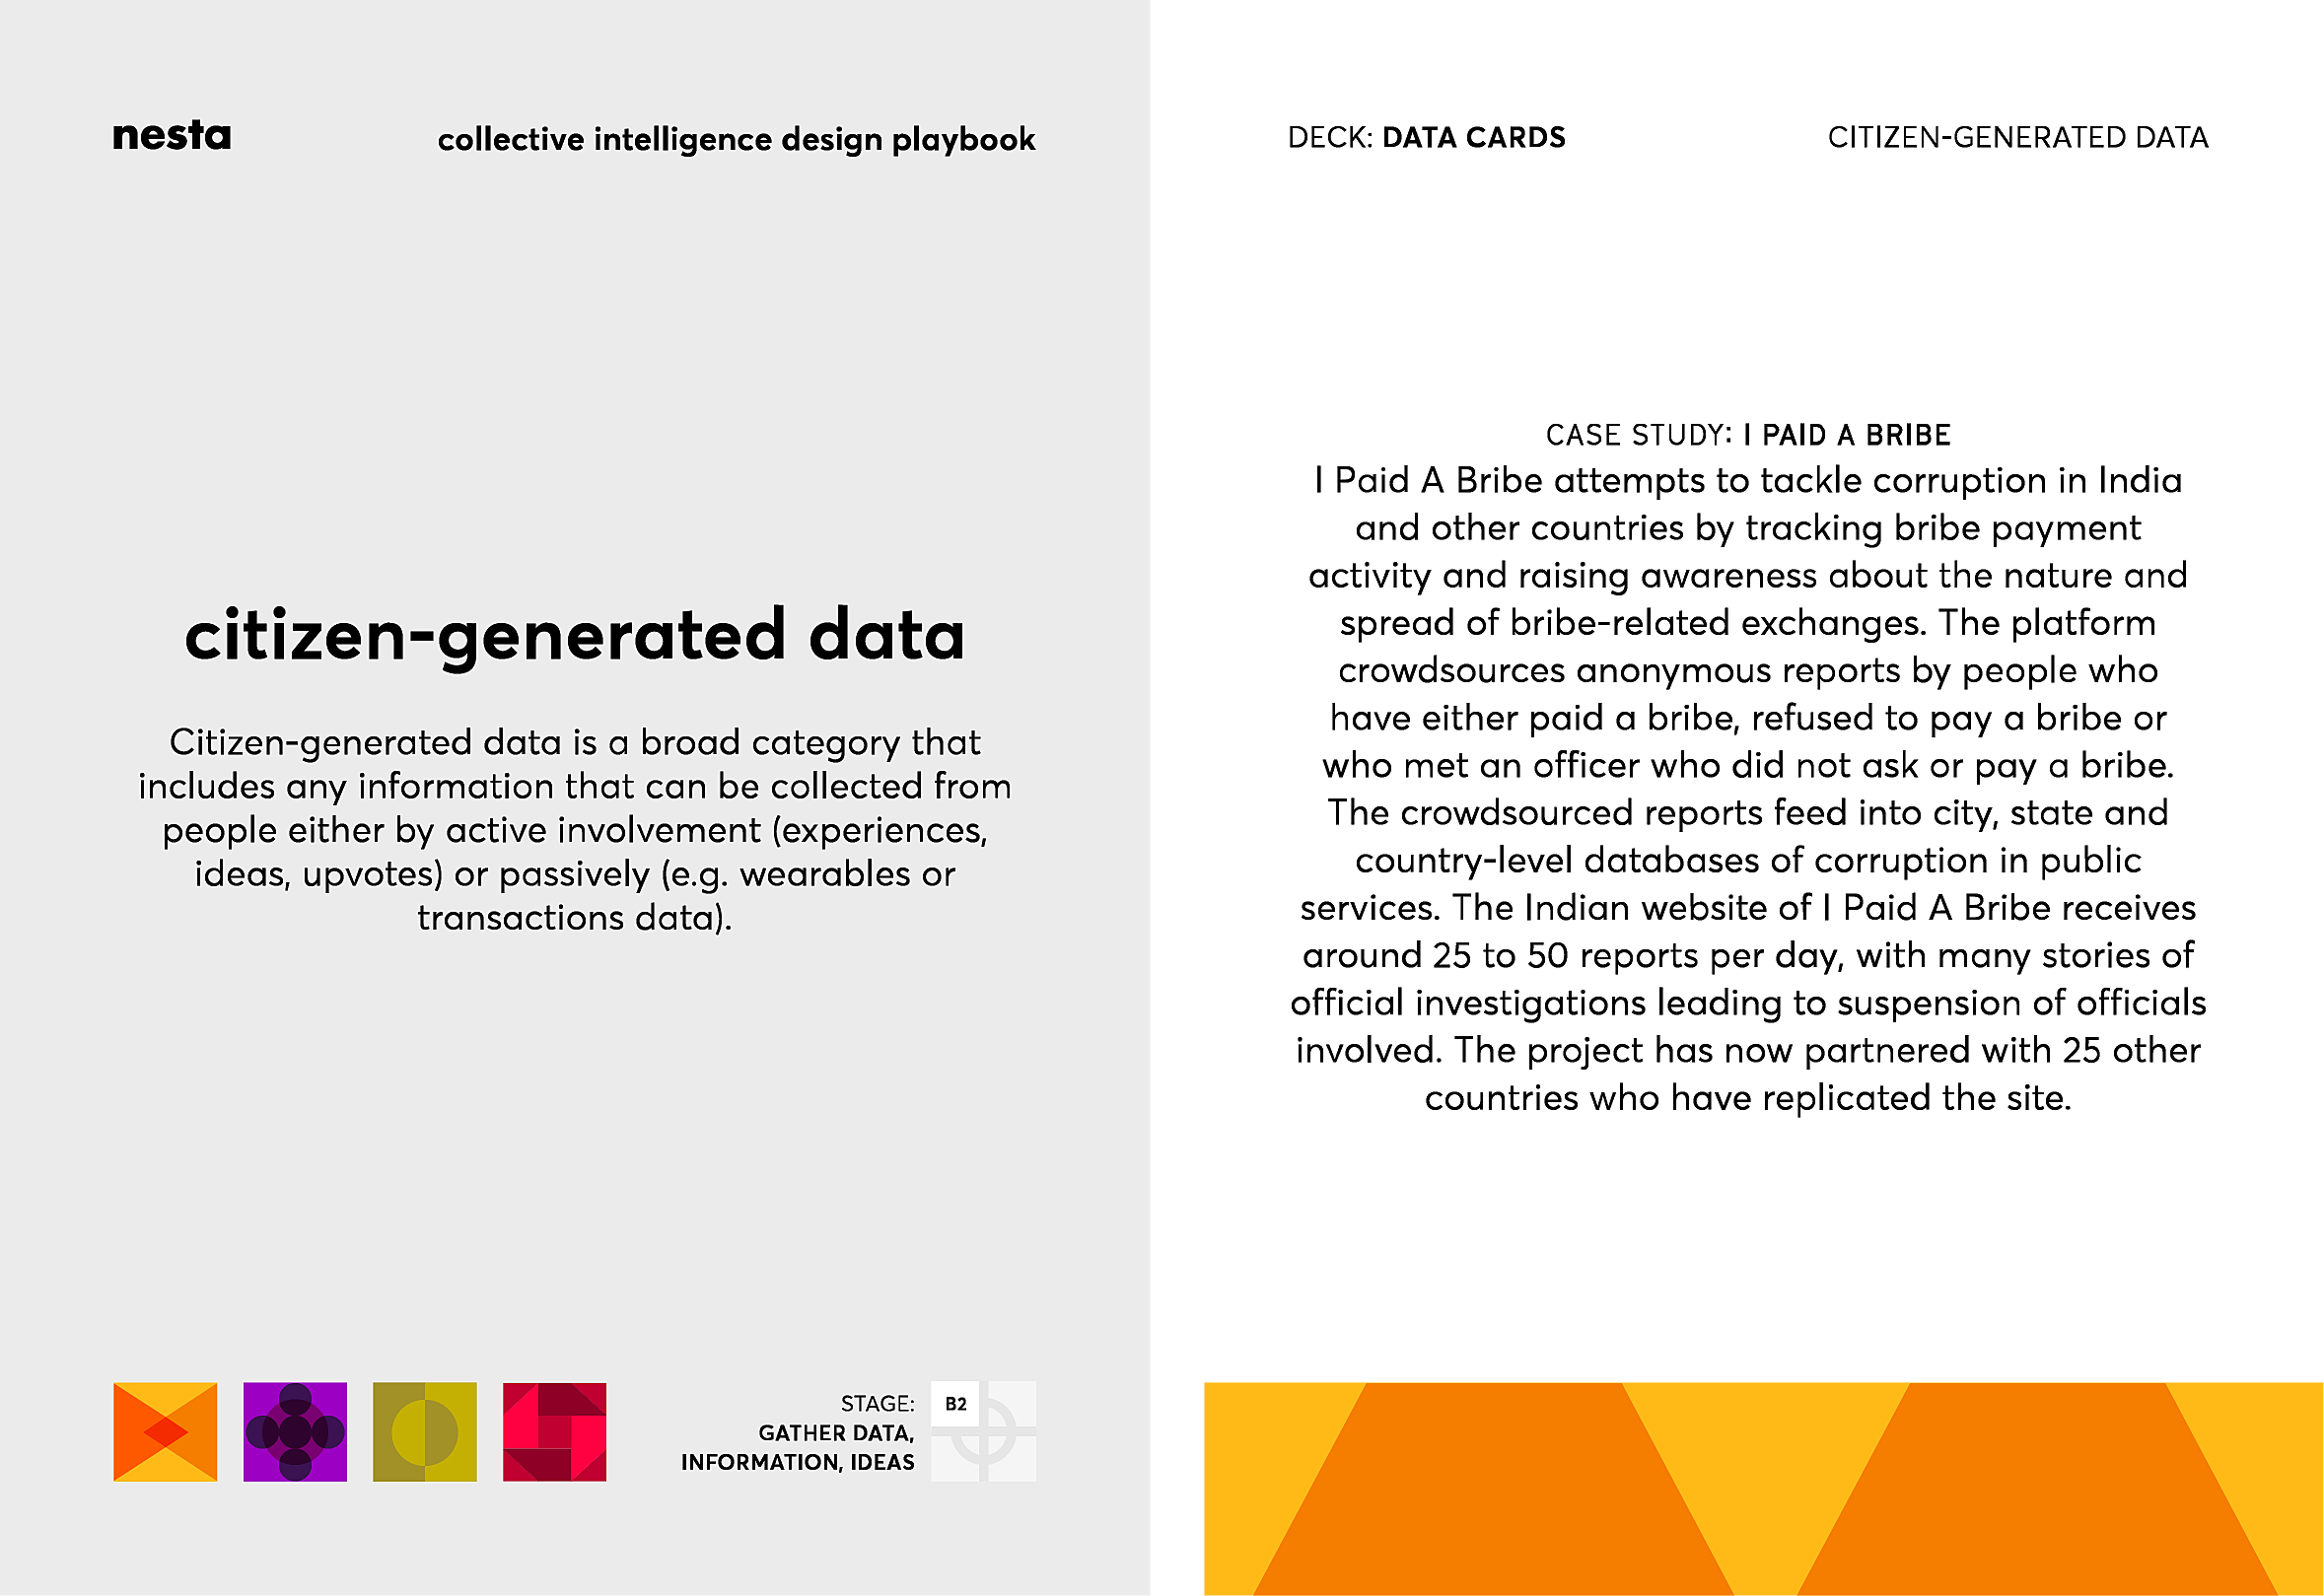 nesta
collective intelligence design playbook
citizen-generated data
Citizen-generated data is a broad category that
includes any information that can be collected from
people either by active involvement (experiences,
ideas, upvotes) or passively (e.g. wearables or
transactions data).
STAGE:
GATHER DATA,
INFORMATION, IDEAS
B2
DECK: DATA CARDS
CITIZEN-GENERATED DATA
CASE STUDY: I PAID A BRIBE
I Paid A Bribe attempts to tackle corruption in India
and other countries by tracking bribe payment
activity and raising awareness about the nature and
spread of bribe-related exchanges. The platform
crowdsources anonymous reports by people who
have either paid a bribe, refused to pay a bribe or
who met an officer who did not ask or pay a bribe.
The crowdsourced reports feed into city, state and
country-level databases of corruption in public
services. The Indian website of I Paid A Bribe receives
around 25 to 50 reports per day, with many stories of
official investigations leading to suspension of officials
involved. The project has now partnered with 25 other
countries who have replicated the site.